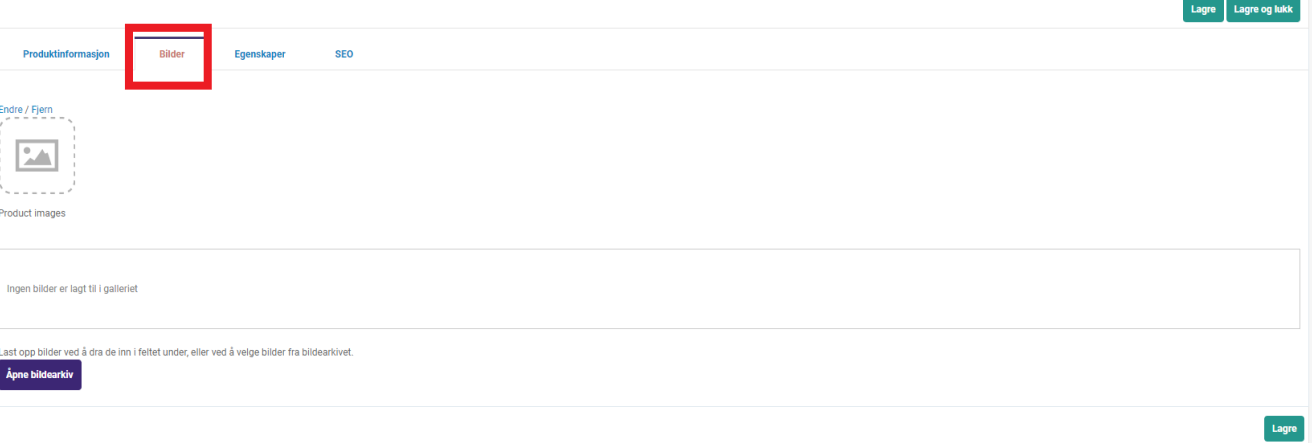 Lagre Lagre og lukk
Produktinformasjon Bilder Egenskaper SEO
Endre / Fjern
Product images
Ingen bilder er lagt til i galleriet
Last opp bilder ved å dra de inn i feltet under, eller ved å velge bilder fra bildearkivet.
Åpne bildearkiv
Lagre